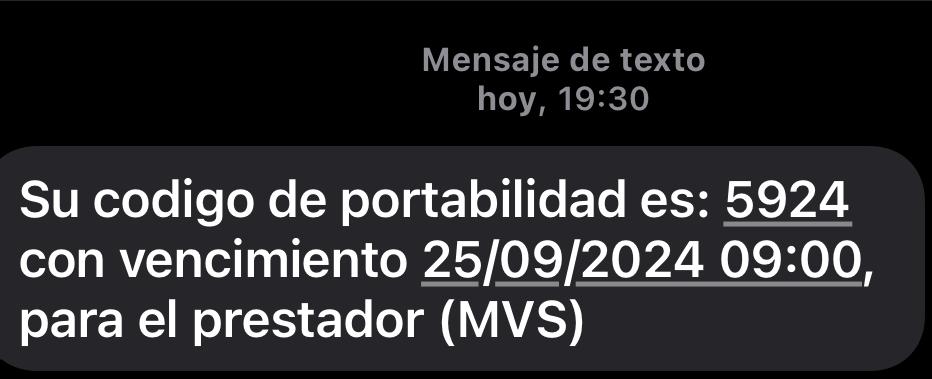 Mensaje de texto
hoy, 19:30
Su codigo de portabilidad es: 5924
con vencimiento 25/09/2024 09:00,
para el prestador (MVS)